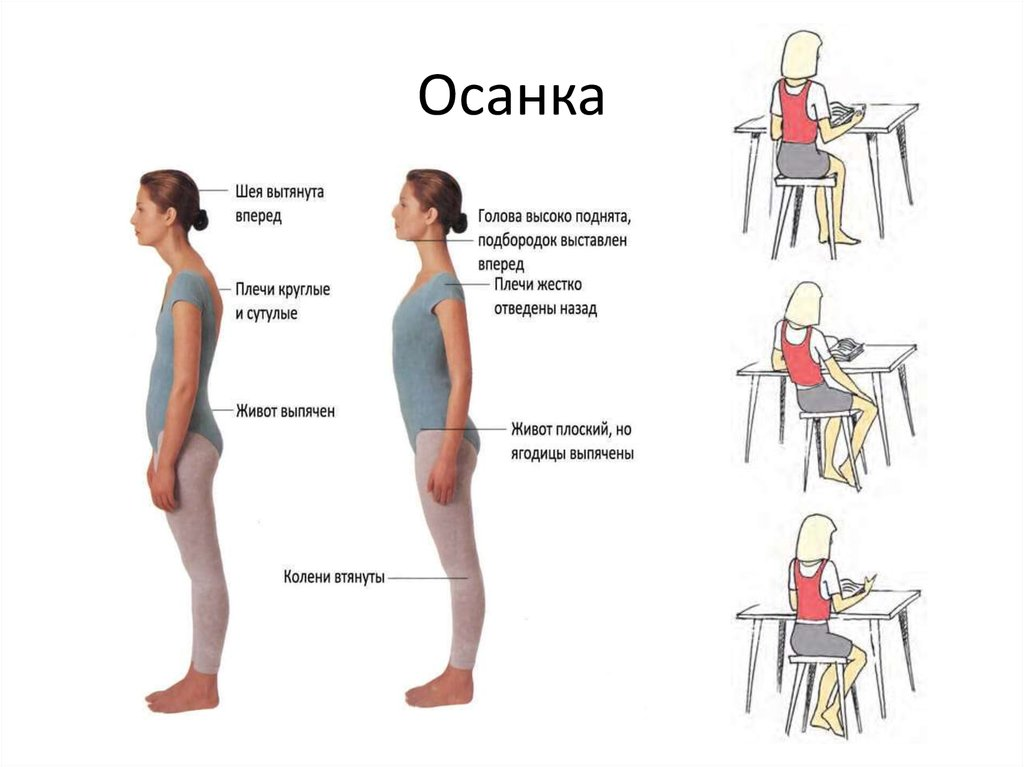 Осанка
Шея вытянута
вперед
Плечи круглые
и сутулые
Живот выпячен
Голова высоко поднята,
подбородок выставлен
вперед
Плечи жестко
отведены назад
Живот плоский, но
ягодицы выпячены
Колени втянуты